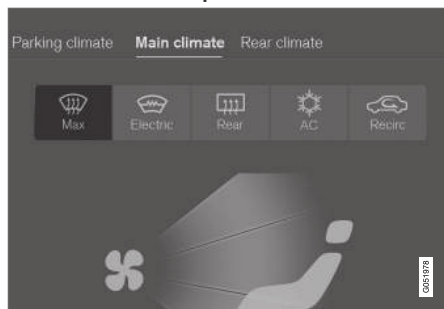 Parking climate Main climate Rear climate
Max Electric Rear AC Recirc
G051978